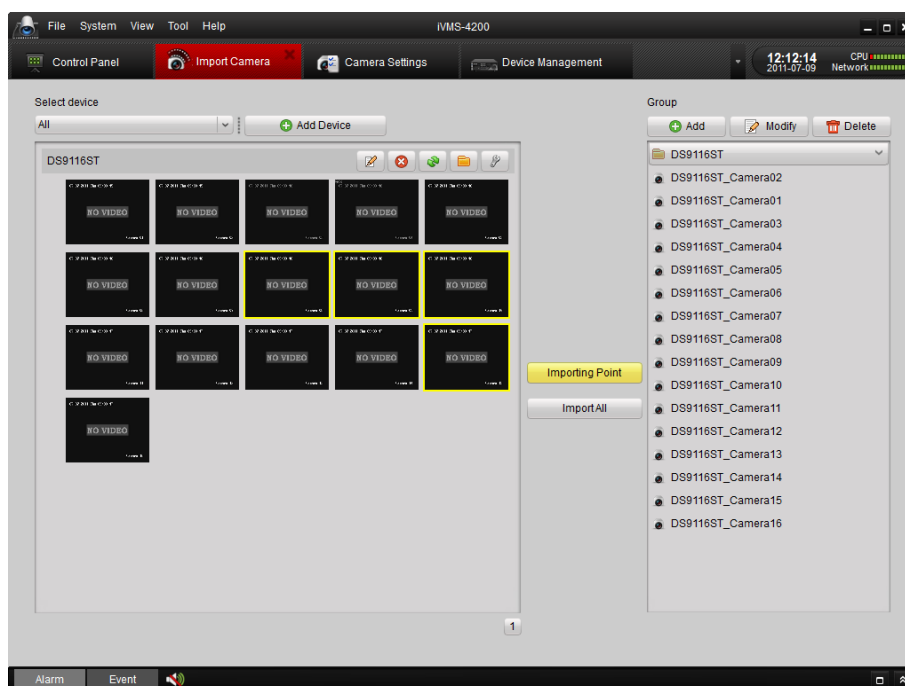 File System View Tool Help iVMS-4200
Control Panel Import Camera Camera Settings Device Management 12:12:14 CPU
2011-07-09 Network
Select device Group
All Add Device Add Modify Delete
DS9116ST DS9116ST
DS9116ST_Camera02
NO VIDEO NO VIDEO NO VIDEO NO VIDEO NO VIDEO
DS9116ST_Camera01
DS9116ST_Camera03
DS9116ST_Camera04
DS9116ST_Camera05
NO VIDEO NO VIDEO NO VIDEO NO VIDEO NO VIDEO
DS9116ST_Camera06
DS9116ST_Camera07
DS9116ST_Camera08
NO VIDEO NO VIDEO NO VIDEO NO VIDEO NO VIDEO
DS9116ST_Camera09
Importing Point
DS9116ST_Camera10
Import All DS9116ST_Camera11
NO VIDEO DS9116ST_Camera12
DS9116ST_Camera13
DS9116ST_Camera14
DS9116ST_Camera15
DS9116ST_Camera16
1
Alarm Event